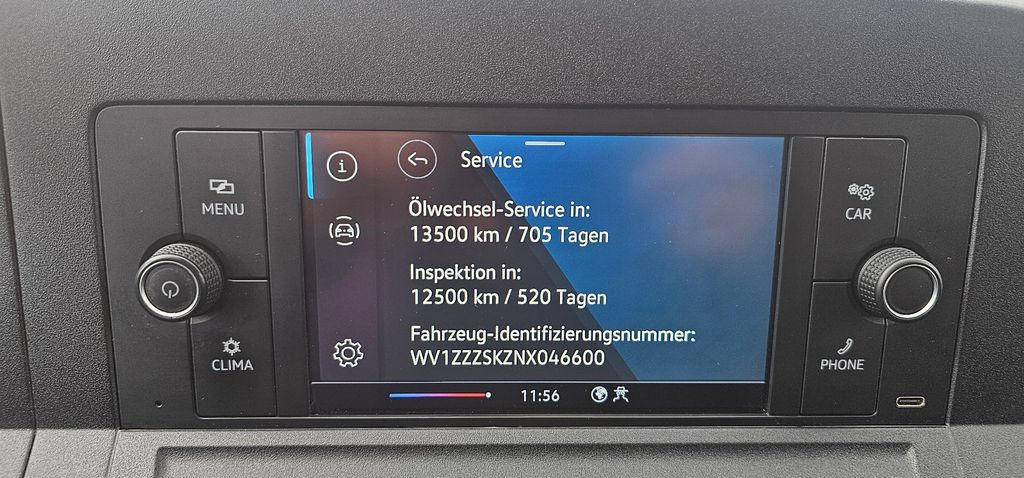 MENU
CLIMA
Service
Ölwechsel-Service in:
13500 km / 705 Tagen
Inspektion in:
12500 km / 520 Tagen
Fahrzeug-Identifizierungsnummer:
WV1ZZZSKZNX046600
11:56
CAR
PHONE